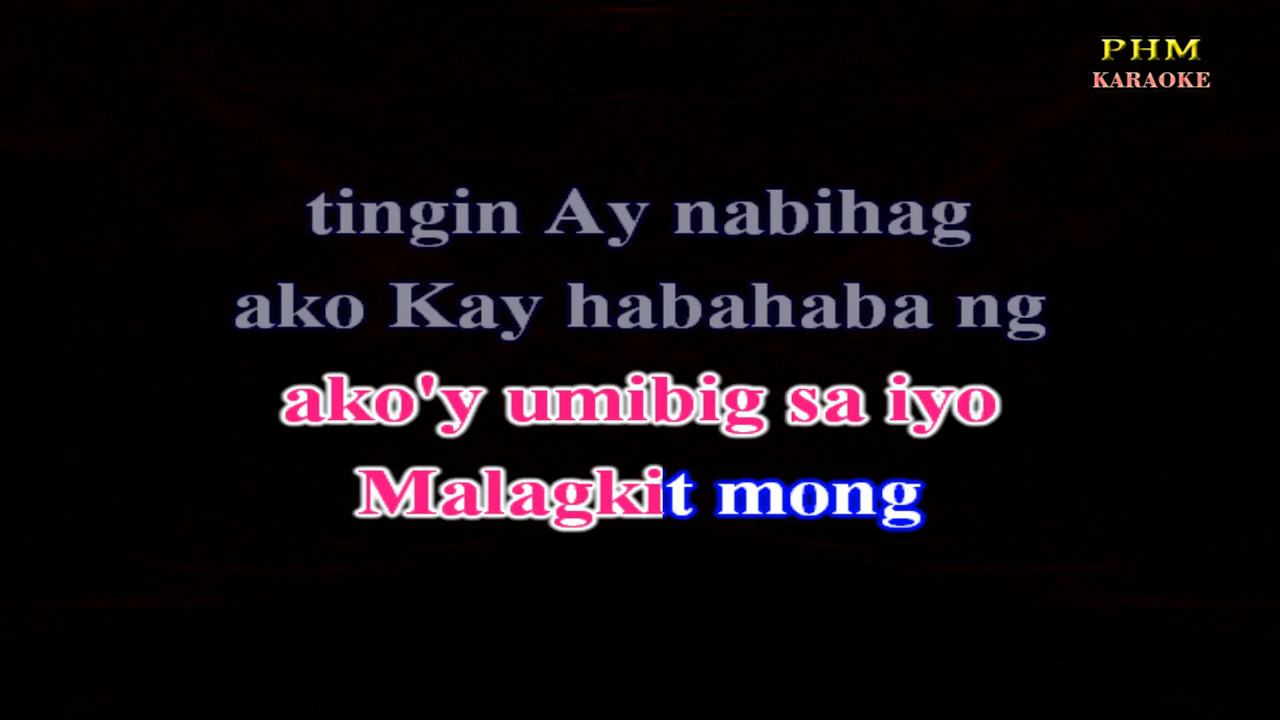 PHM
KARAOKE
tingin Ay nabihag
ako Kay habahaba ng
ako'y umibig sa iyo
Malagkit mong